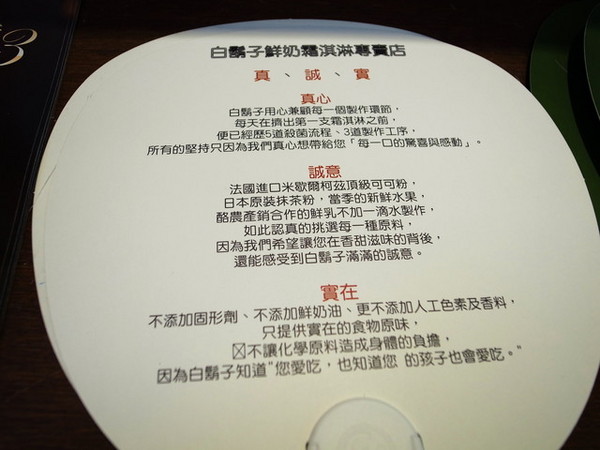 白鬍子鮮奶霜淇淋專賣店
真、誠、實
真心
白鬍子用心兼顧每一個製作環節，
每天在擠出第一支霜淇淋之前，
便已經歷5道殺菌流程、3道製作工序，
所有的堅持只因為我們真心想帶給您「每一口的驚喜與感動」。
誠意
法國進口米歇爾柯茲頂級可可粉，
日本原裝抹茶粉，當季的新鮮水果，
酪農產銷合作的鮮乳不加一滴水製作，
如此認真的挑選每一種原料，
因為我們希望讓您在香甜滋味的背後，
還能感受到白鬍子滿滿的誠意。
實在
不添加固形劑、不添加鮮奶油、更不添加人工色素及香料，
只提供實在的食物原味，
不讓化學原料造成身體的負擔，
因為白鬍子知道"您愛吃，也知道您 的孩子也會愛吃。"